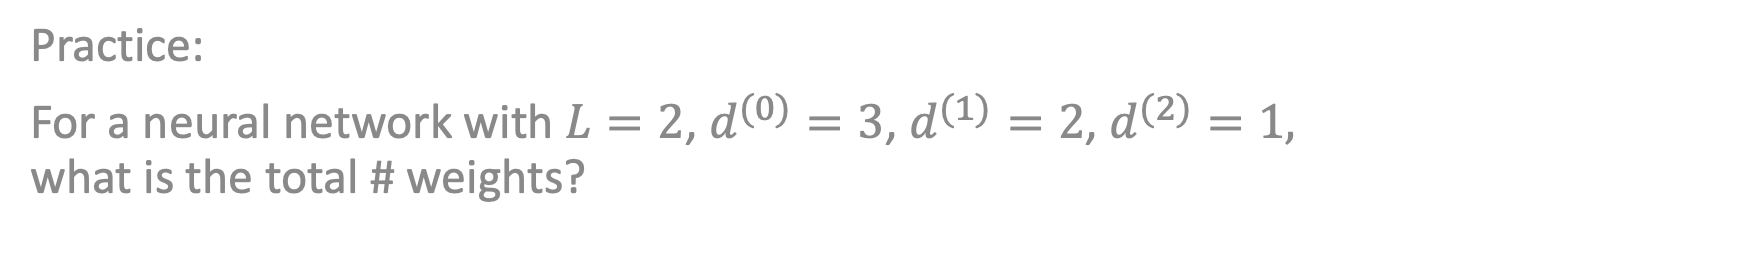 Practice:
For a neural network with L = 2, d⁽⁰⁾ = 3, d⁽¹⁾ = 2, d⁽²⁾ = 1,
what is the total # weights?